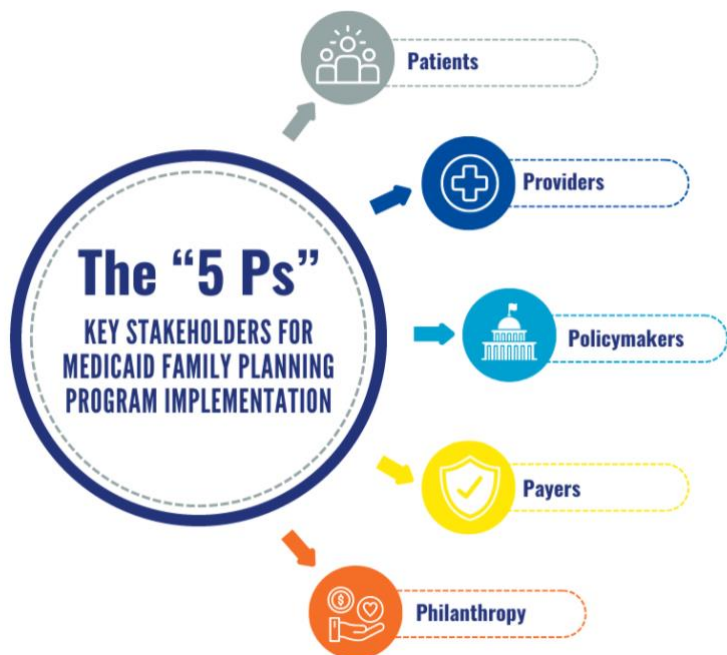 The “5 Ps”
KEY STAKEHOLDERS FOR
MEDICAID FAMILY PLANNING
PROGRAM IMPLEMENTATION
Patients
Providers
Policymakers
Payers
Philanthropy
$